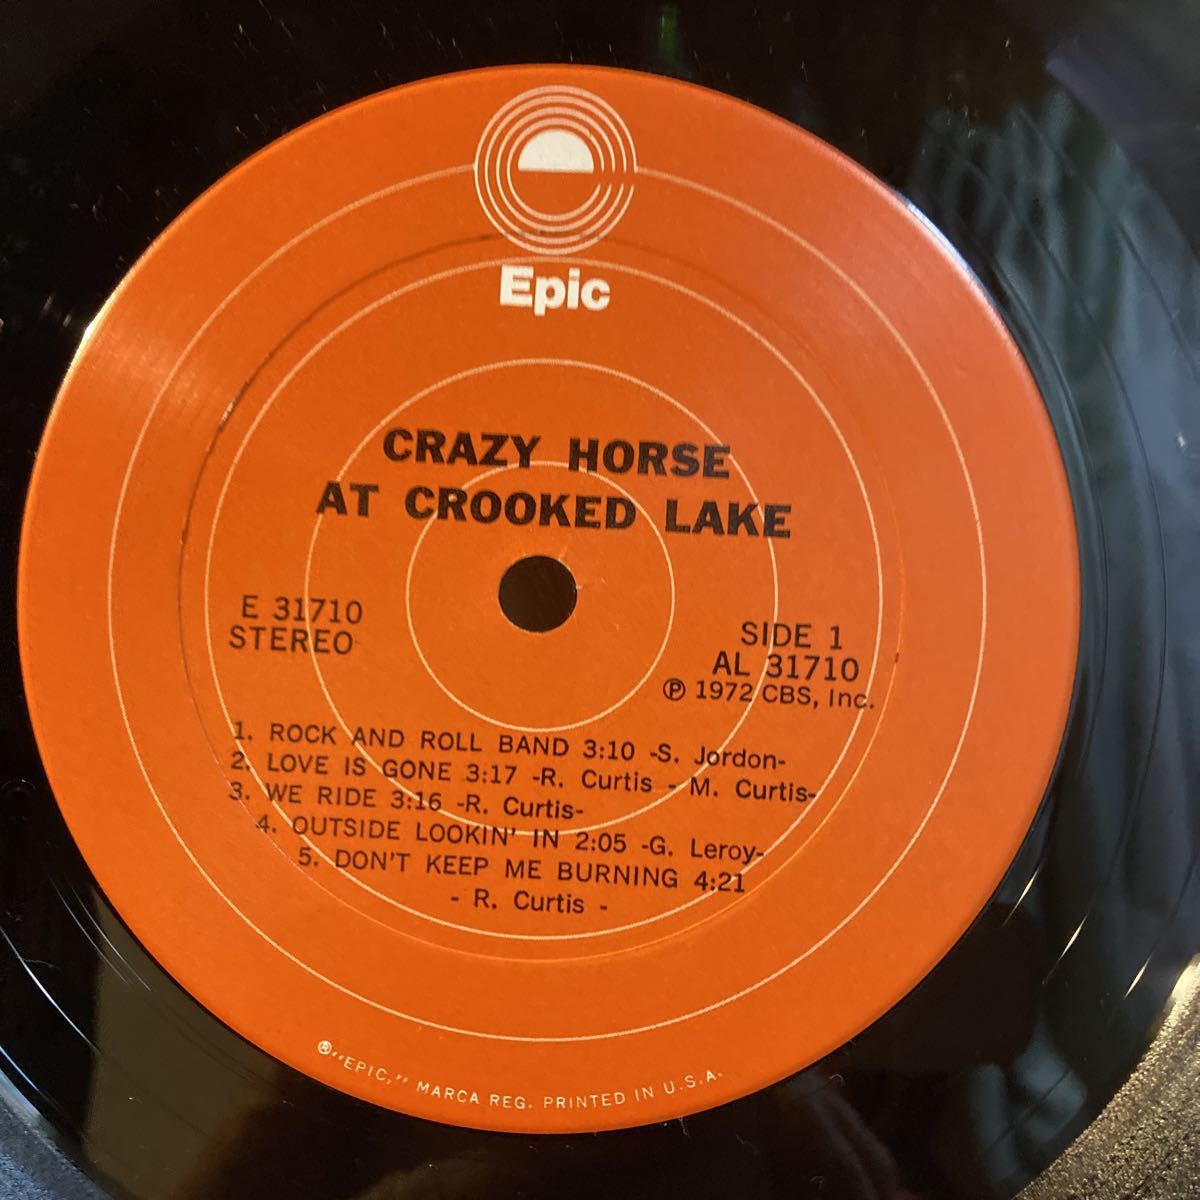 Epic
CRAZY HORSE
AT CROOKED LAKE
E 31710
STEREO
SIDE 1
AL 31710
℗ 1972 CBS, Inc.
1. ROCK AND ROLL BAND 3:10 -S. Jordon-
2. LOVE IS GONE 3:17 -R. Curtis - M. Curtis-
3. WE RIDE 3:16 -R. Curtis-
4. OUTSIDE LOOKIN' IN 2:05 -G. Leroy-
5. DON'T KEEP ME BURNING 4:21
- R. Curtis -
®"EPIC," MARCA REG. PRINTED IN U.S.A.